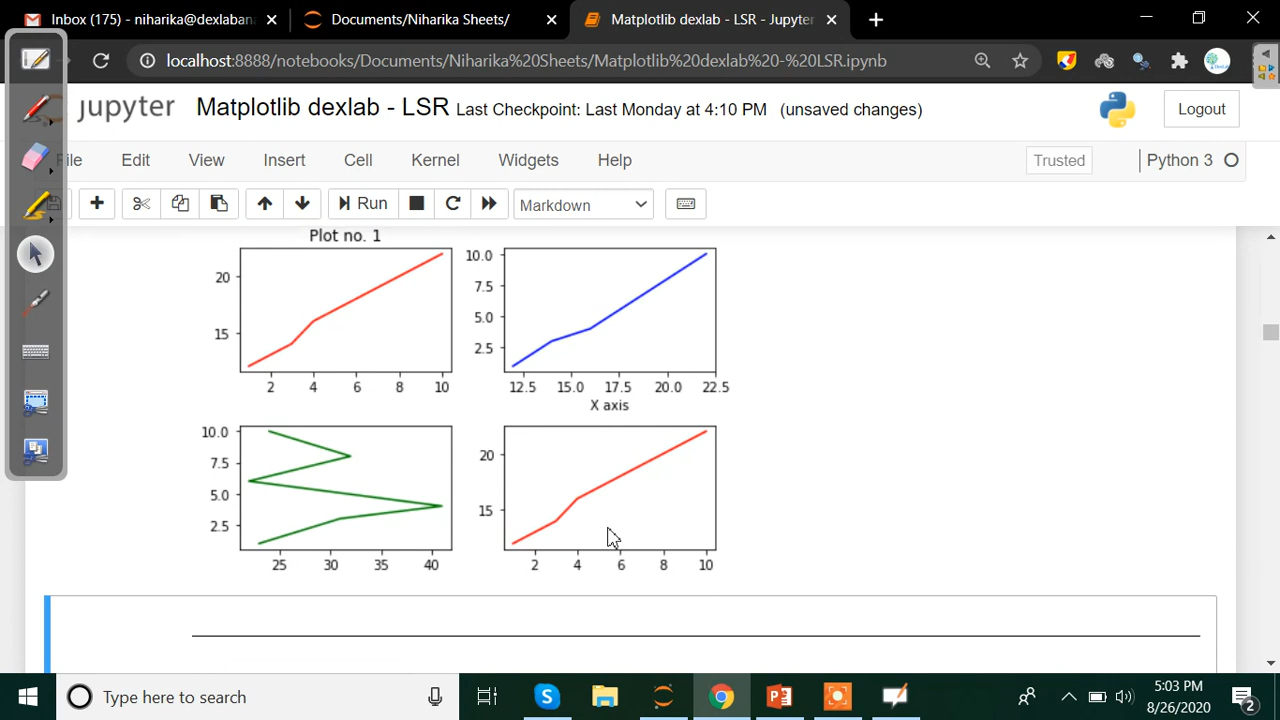 Inbox (175) - niharika@dexlabana
Documents/Niharika Sheets/
Matplotlib dexlab - LSR - Jupyter
localhost:8888/notebooks/Documents/Niharika%20Sheets/Matplotlib%20dexlab%20-%20LSR.ipynb
jupyter Matplotlib dexlab - LSR Last Checkpoint: Last Monday at 4:10 PM (unsaved changes)
Logout
File Edit View Insert Cell Kernel Widgets Help
Trusted
Python 3
Run
Markdown
Plot no. 1
20
15
2 4 6 8 10
10.0
7.5
5.0
2.5
12.5 15.0 17.5 20.0 22.5
X axis
10.0
7.5
5.0
2.5
25 30 35 40
20
15
2 4 6 8 10
Type here to search
5:03 PM
8/26/2020
2